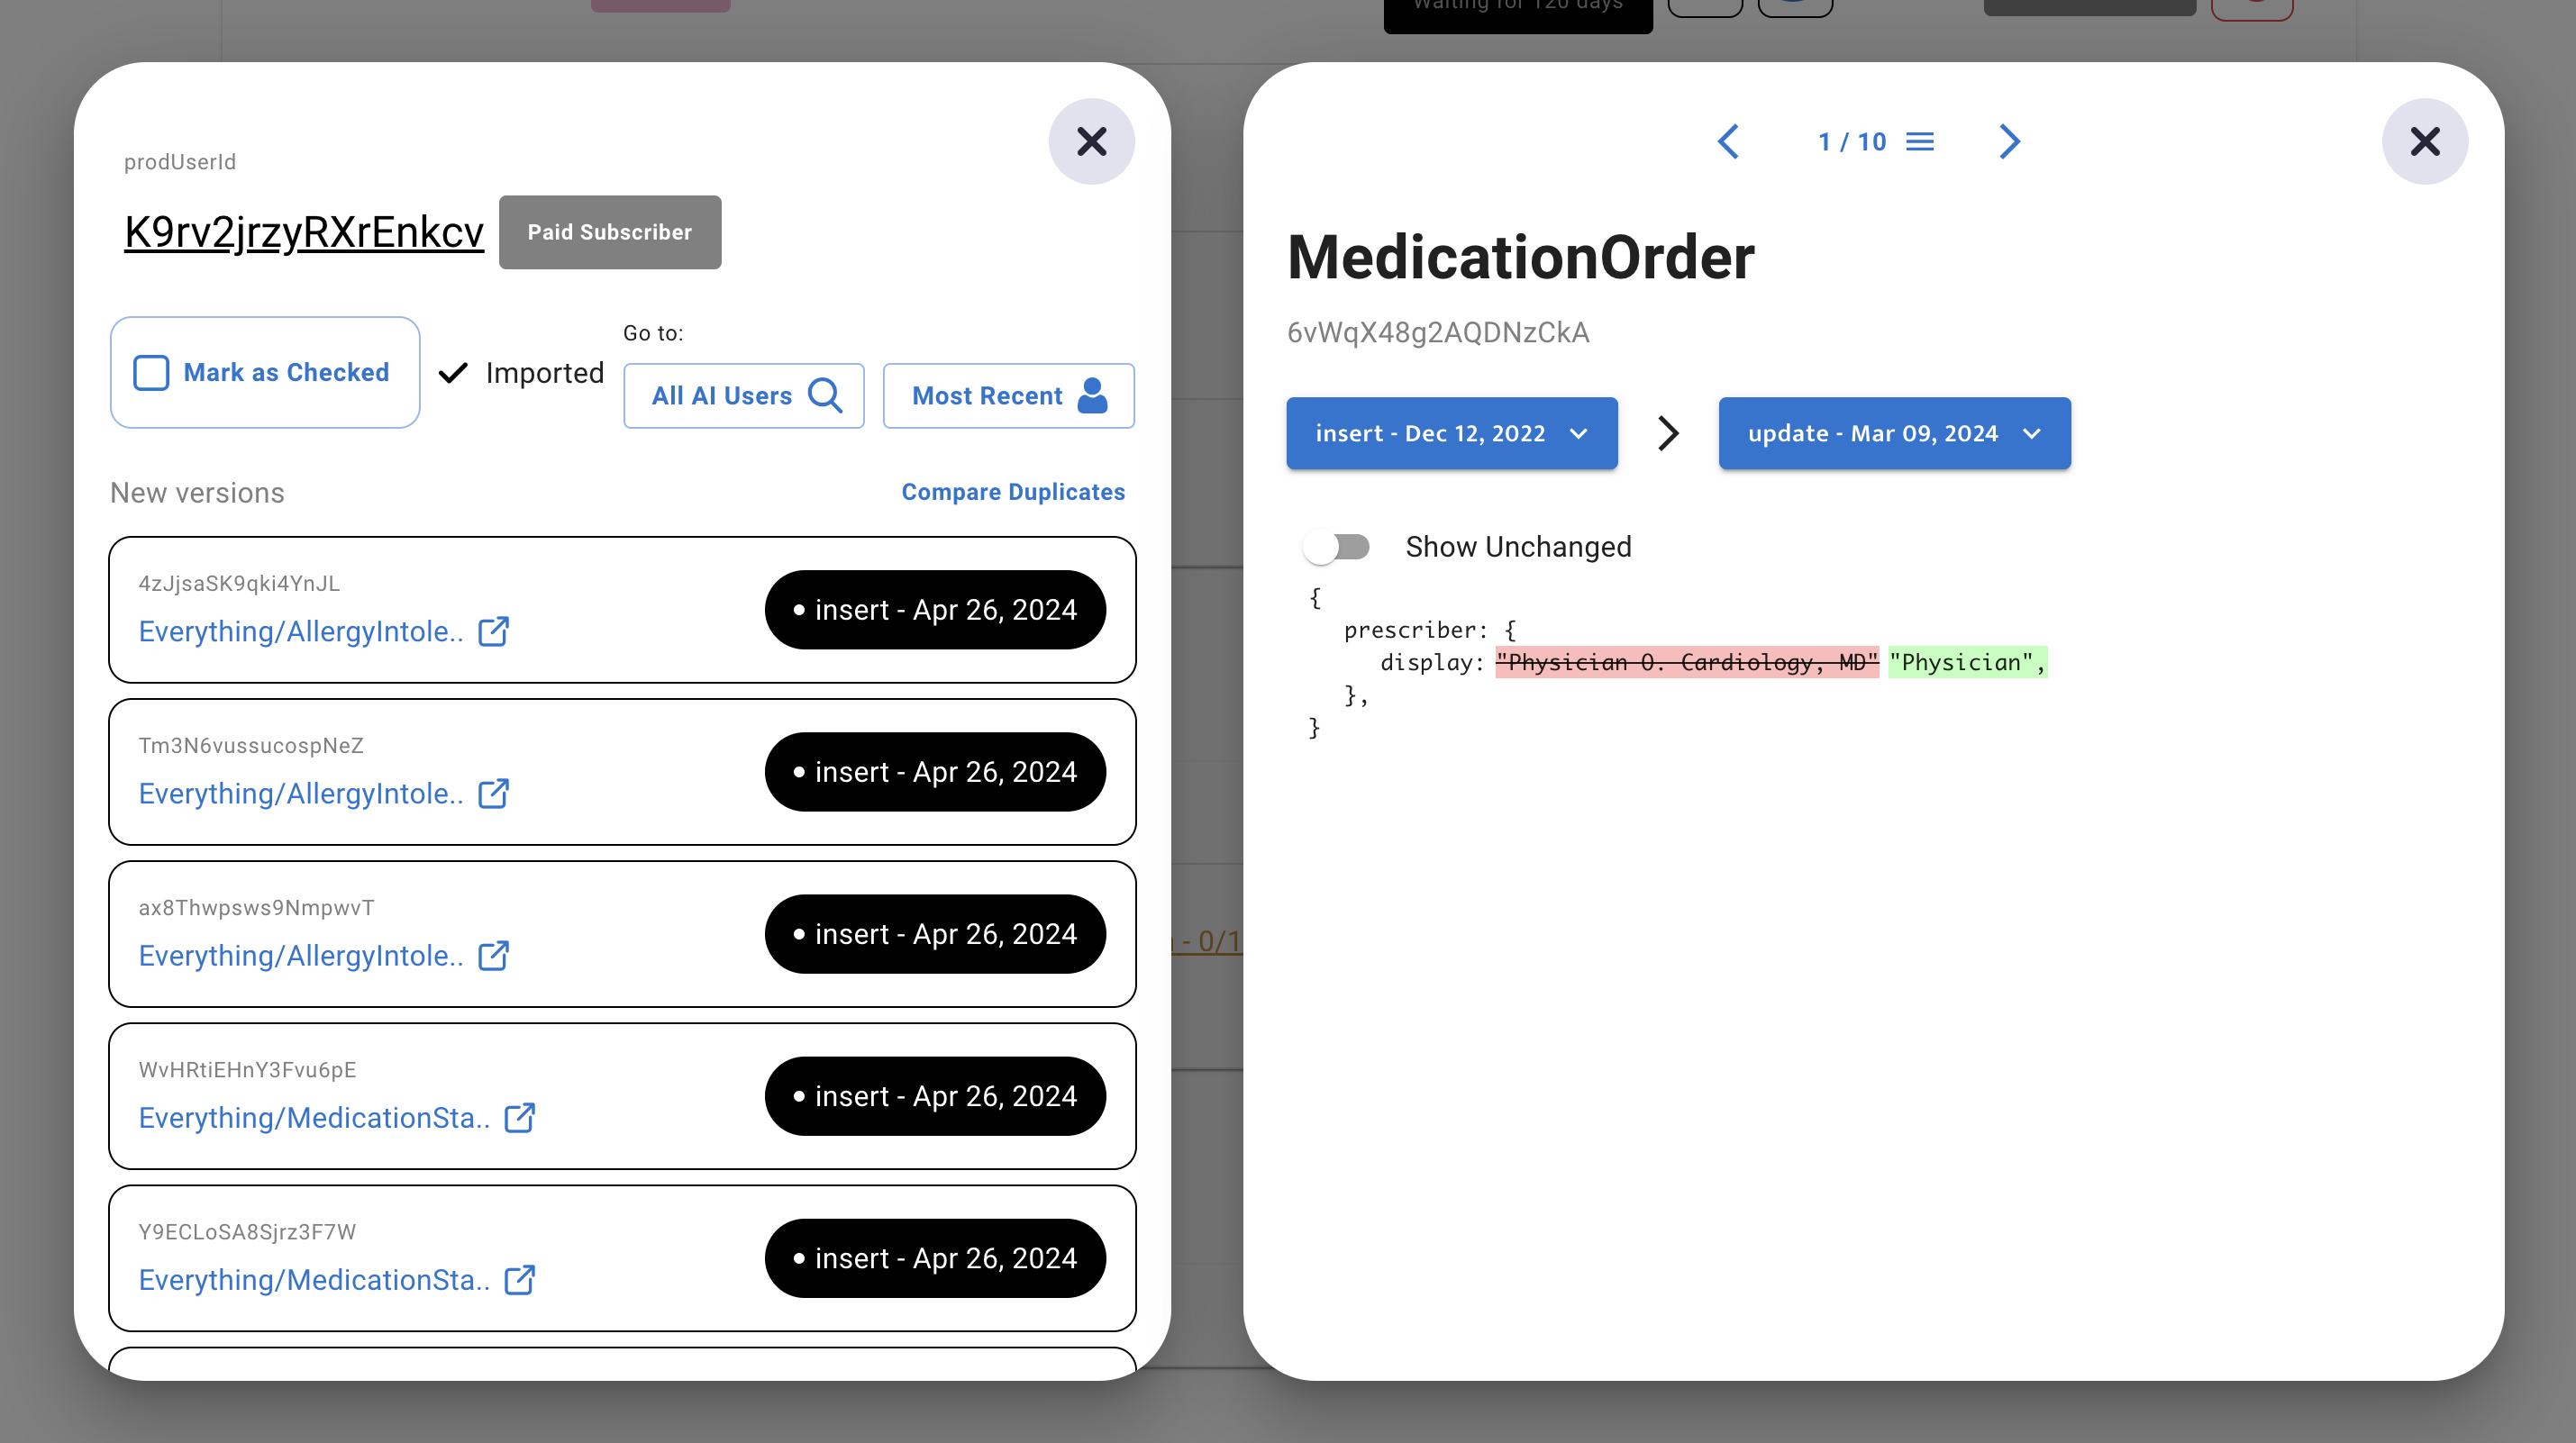 Waiting for 120 days
prodUserId
K9rv2jrzyRXrEnkcv
Paid Subscriber
Mark as Checked
Imported
Go to:
All AI Users
Most Recent
New versions
Compare Duplicates
4zJjsaSK9qki4YnJL
Everything/AllergyIntole..
insert - Apr 26, 2024
Tm3N6vussucospNeZ
Everything/AllergyIntole..
insert - Apr 26, 2024
ax8Thwpsws9NmpwvT
Everything/AllergyIntole..
insert - Apr 26, 2024
WvHRtiEHnY3Fvu6pE
Everything/MedicationSta..
insert - Apr 26, 2024
Y9ECLoSA8Sjrz3F7W
Everything/MedicationSta..
insert - Apr 26, 2024
- 0/1
1 / 10
MedicationOrder
6vWqX48g2AQDNzCkA
insert - Dec 12, 2022
update - Mar 09, 2024
Show Unchanged
{
prescriber: {
display: "Physician O. Cardiology, MD" "Physician",
},
}